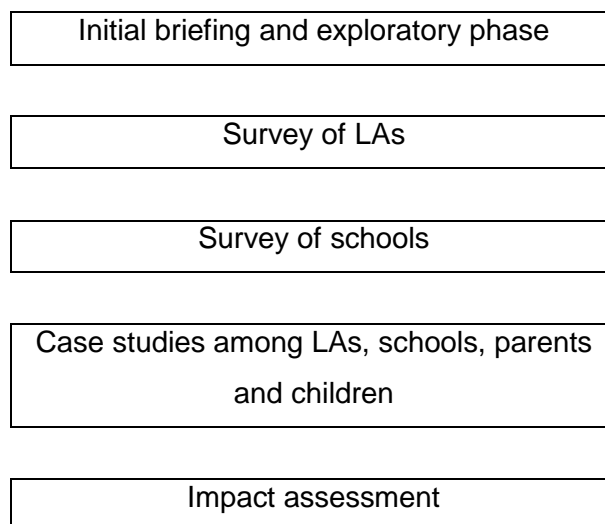 Initial briefing and exploratory phase
Survey of LAs
Survey of schools
Case studies among LAs, schools, parents
and children
Impact assessment